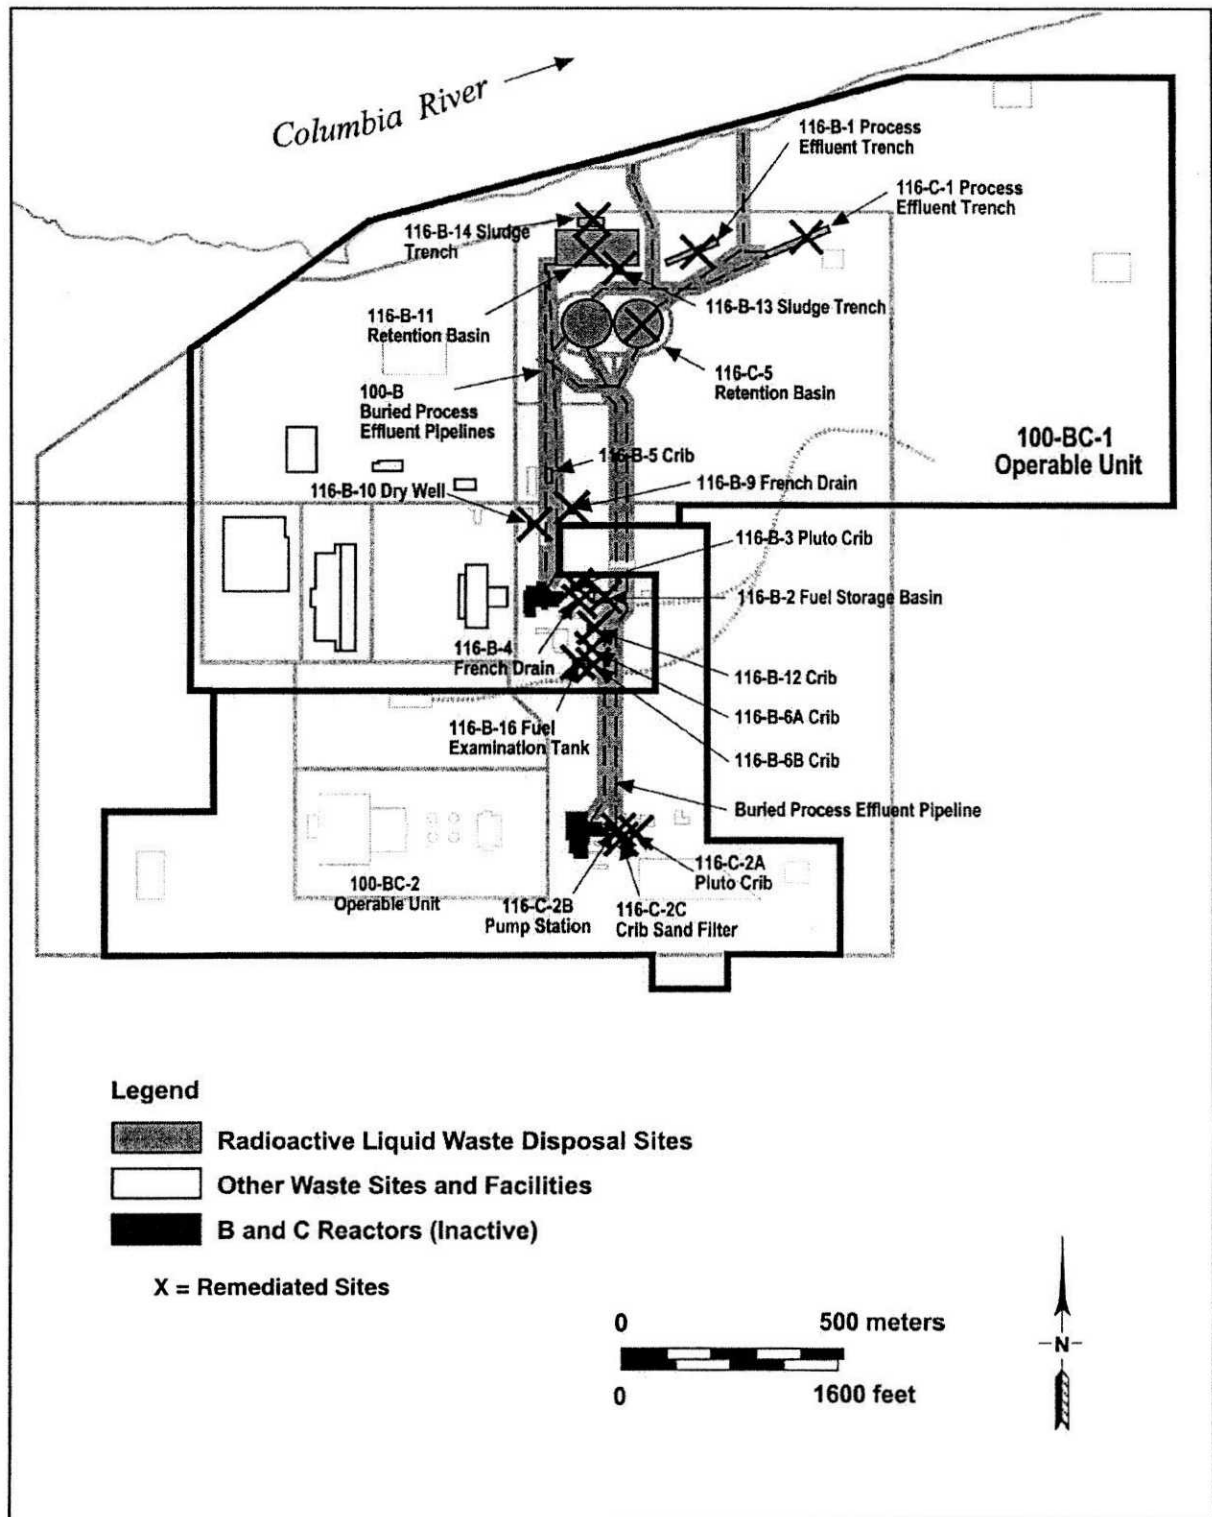 Columbia River
116-B-1 Process
Effluent Trench
116-C-1 Process
Effluent Trench
116-B-14 Sludge
Trench
116-B-13 Sludge Trench
116-B-11
Retention Basin
116-C-5
Retention Basin
100-B
Buried Process
Effluent Pipelines
100-BC-1
Operable Unit
116-B-5 Crib
116-B-9 French Drain
116-B-10 Dry Well
116-B-3 Pluto Crib
116-B-2 Fuel Storage Basin
116-B-4
French Drain
116-B-12 Crib
116-B-6A Crib
116-B-16 Fuel
Examination Tank
116-B-6B Crib
Buried Process Effluent Pipeline
116-C-2A
Pluto Crib
100-BC-2
Operable Unit
116-C-2B
Pump Station
116-C-2C
Crib Sand Filter
Legend
Radioactive Liquid Waste Disposal Sites
Other Waste Sites and Facilities
B and C Reactors (Inactive)
X = Remediated Sites
0 500 meters
0 1600 feet
N